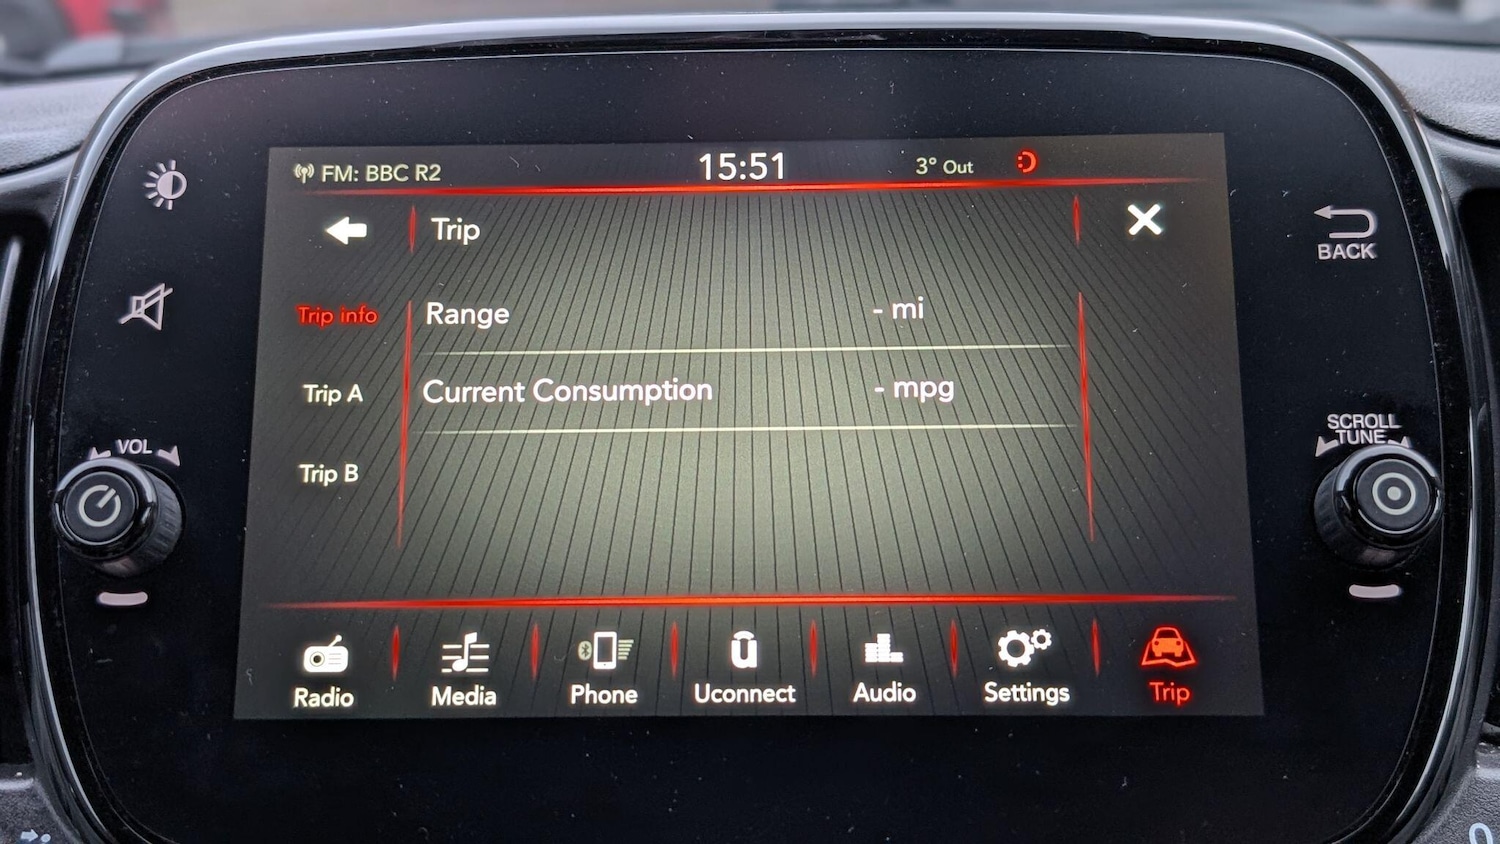 FM: BBC R2
15:51
3° Out
Trip
BACK
Trip info
Range
- mi
Trip A
Current Consumption
- mpg
Trip B
VOL
SCROLL
TUNE
Radio
Media
Phone
Uconnect
Audio
Settings
Trip